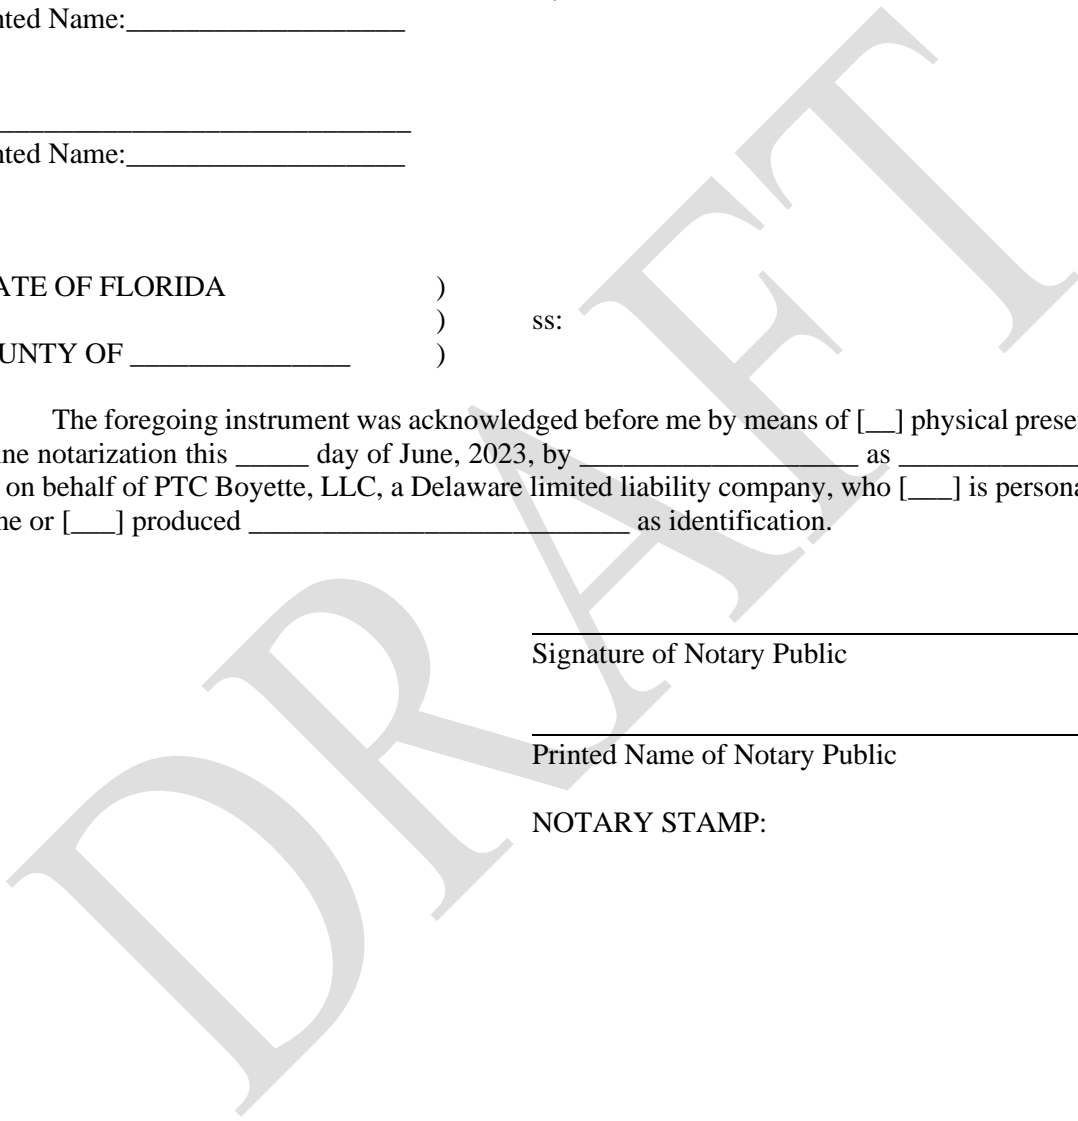 nted Name:___________________
____________________________
nted Name:___________________
ATE OF FLORIDA )
) ss:
UNTY OF _______________ )
The foregoing instrument was acknowledged before me by means of [__] physical prese
ine notarization this _____ day of June, 2023, by ___________________ as _____________
on behalf of PTC Boyette, LLC, a Delaware limited liability company, who [___] is persona
ne or [___] produced __________________________ as identification.
Signature of Notary Public
Printed Name of Notary Public
NOTARY STAMP:
DRAFT